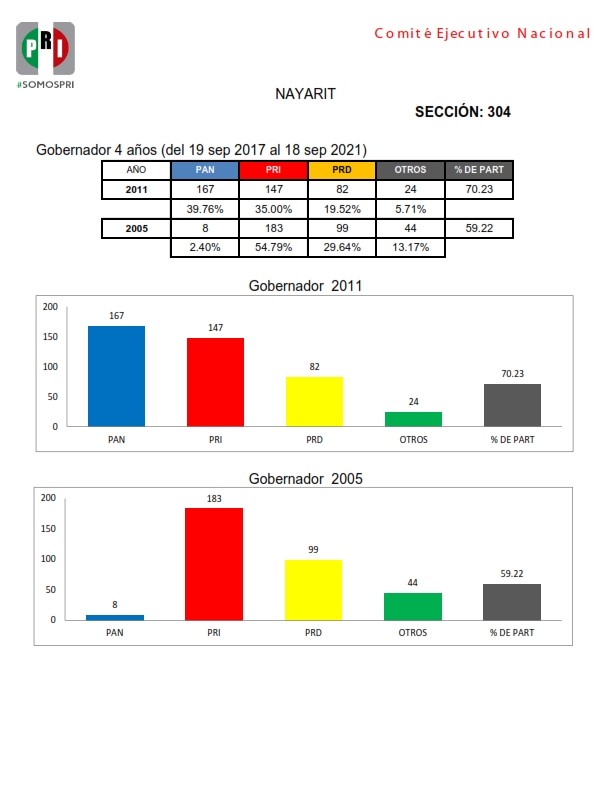 Comité Ejecutivo Nacional
PRI
#SOMOSPRI
NAYARIT
SECCIÓN: 304
Gobernador 4 años (del 19 sep 2017 al 18 sep 2021)
AÑO PAN PRI PRD OTROS % DE PART
2011 167 147 82 24 70.23
39.76% 35.00% 19.52% 5.71%
2005 8 183 99 44 59.22
2.40% 54.79% 29.64% 13.17%
Gobernador 2011
200
150
100
50
0
167
147
82
24
70.23
PAN PRI PRD OTROS % DE PART
Gobernador 2005
200
150
100
50
0
8
183
99
44
59.22
PAN PRI PRD OTROS % DE PART